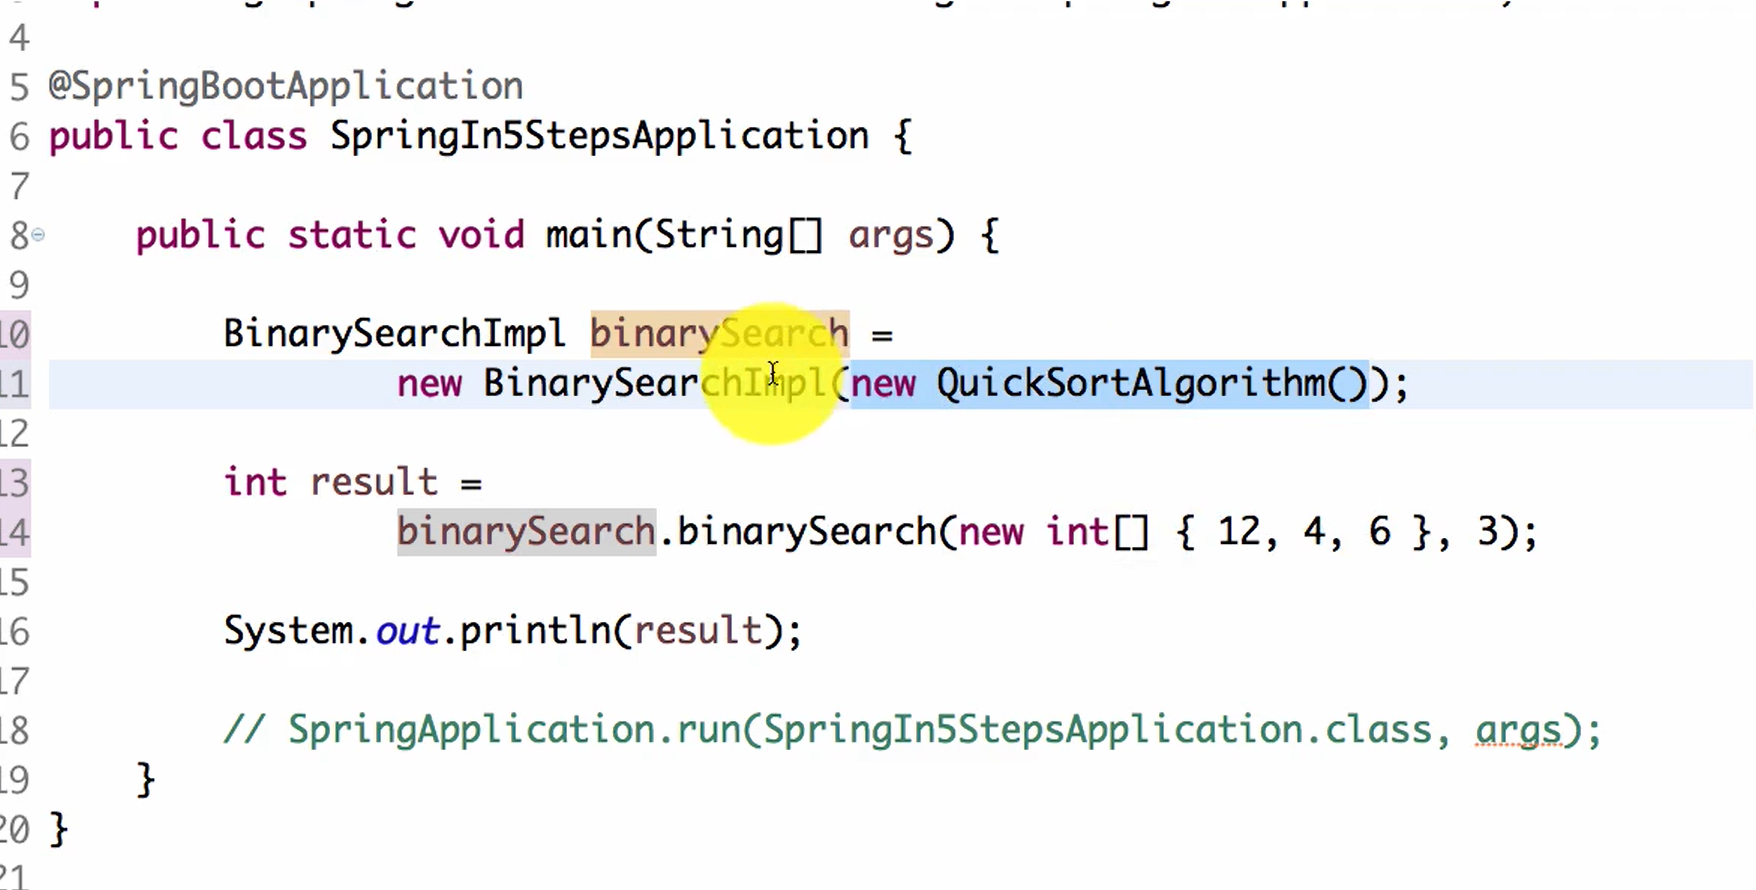 4
5 @SpringBootApplication
6 public class SpringIn5StepsApplication {
7
8 public static void main(String[] args) {
9
10 BinarySearchImpl binarySearch =
11 new BinarySearchImpl(new QuickSortAlgorithm());
12
13 int result =
14 binarySearch.binarySearch(new int[] { 12, 4, 6 }, 3);
15
16 System.out.println(result);
17
18 // SpringApplication.run(SpringIn5StepsApplication.class, args);
19 }
20 }
21